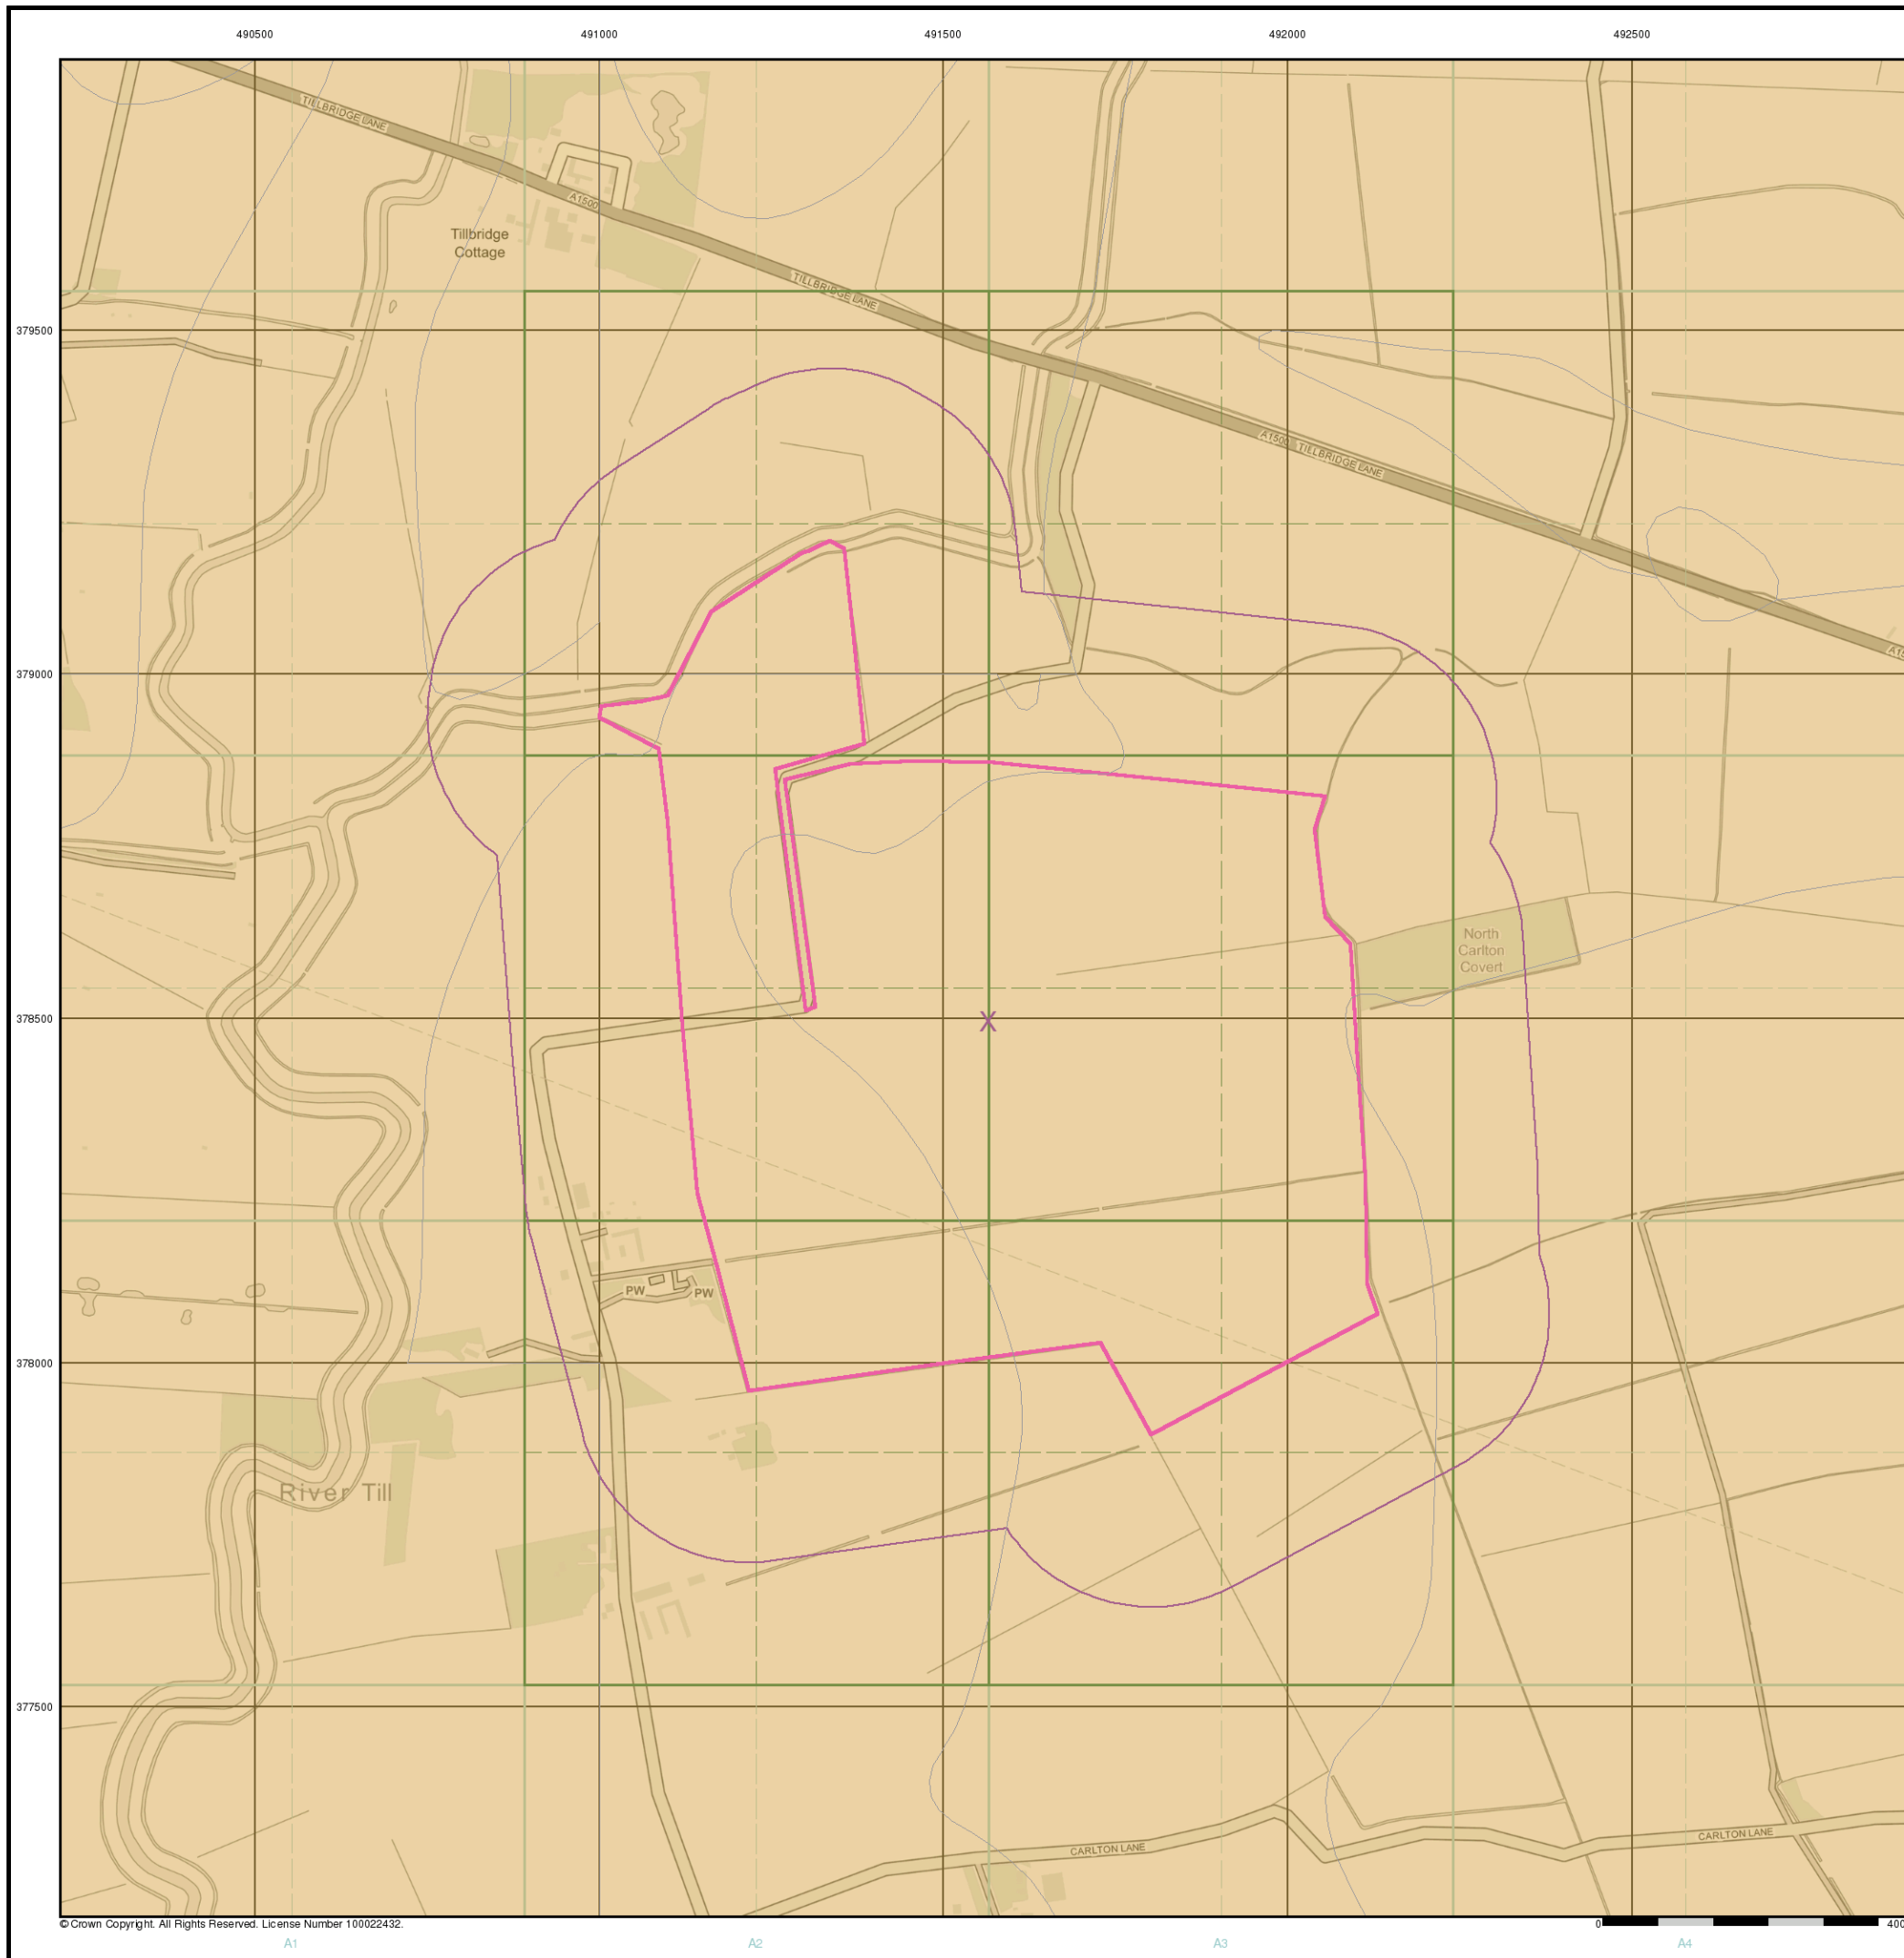 490500 491000 491500 492000 492500
TILLBRIDGE LANE
A1500
Tillbridge
Cottage
TILLBRIDGE LANE
379500
A1500
TILLBRIDGE LANE
379000
North
Carlton
Covert
378500
X
PW
PW
378000
River Till
377500
CARLTON LANE
CARLTON LANE
© Crown Copyright. All Rights Reserved. License Number 100022432.
0 400
A1 A2 A3 A4